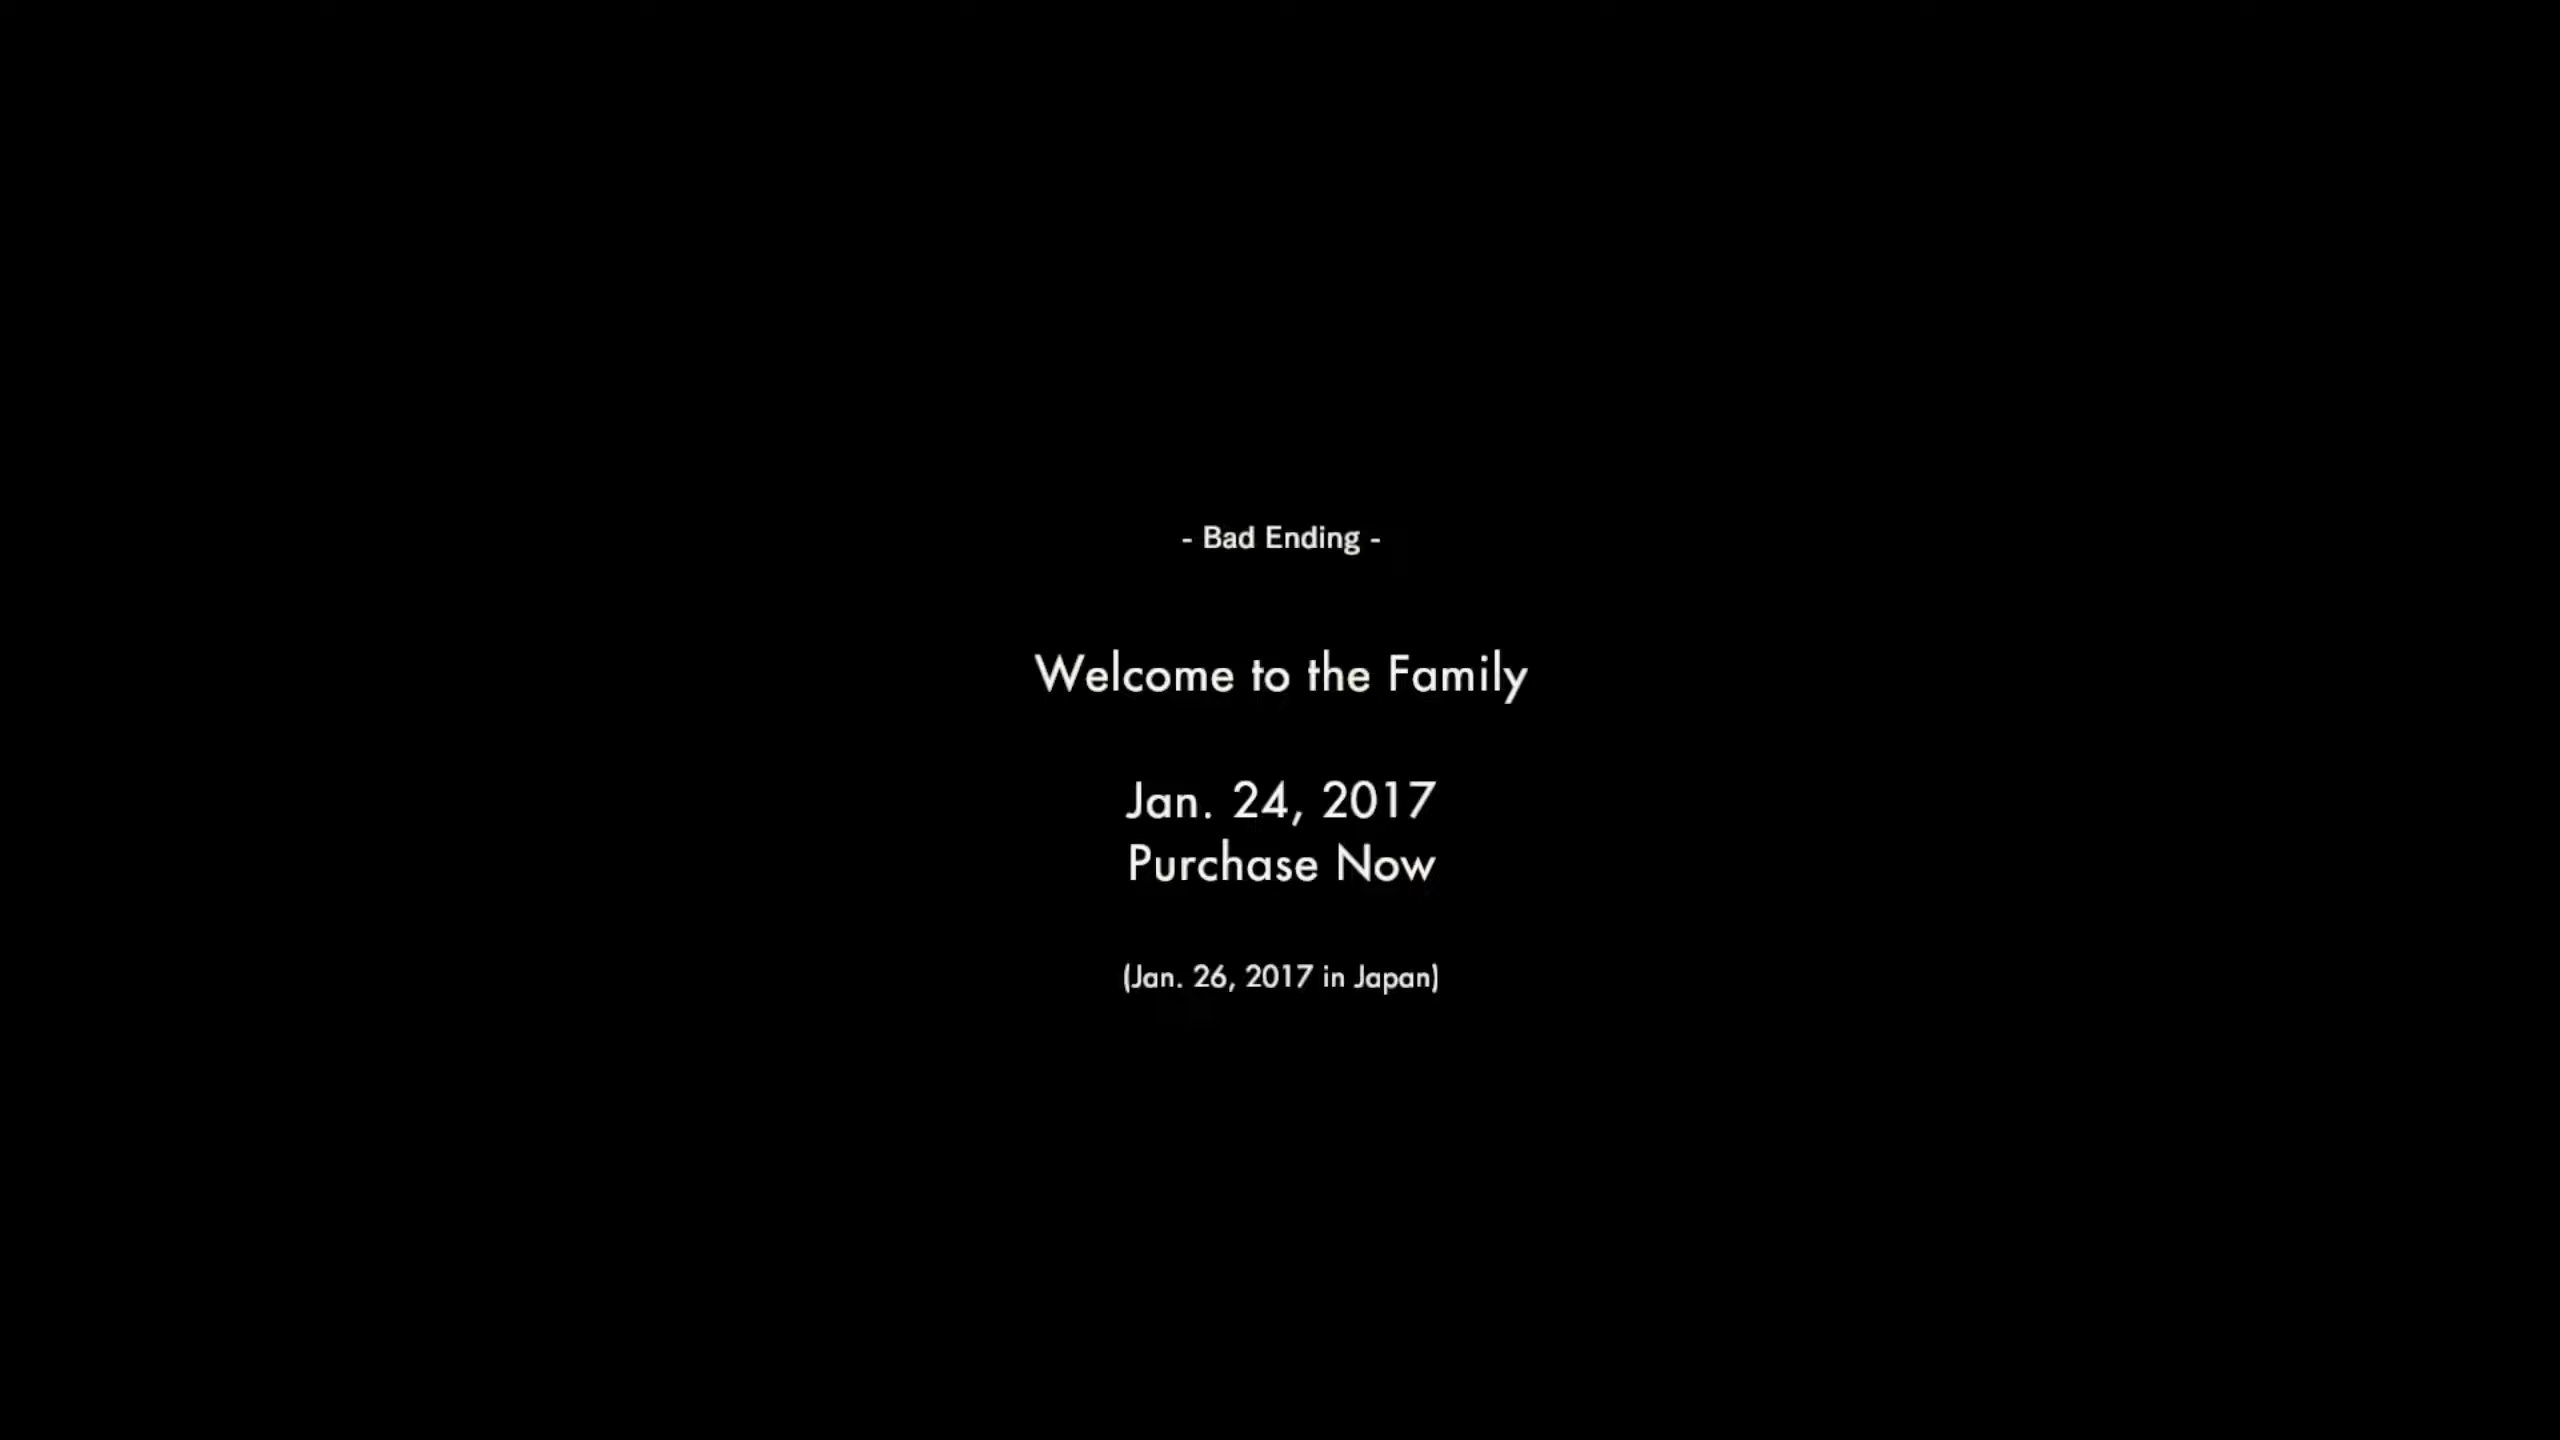 - Bad Ending -
Welcome to the Family
Jan. 24, 2017
Purchase Now
(Jan. 26, 2017 in Japan)